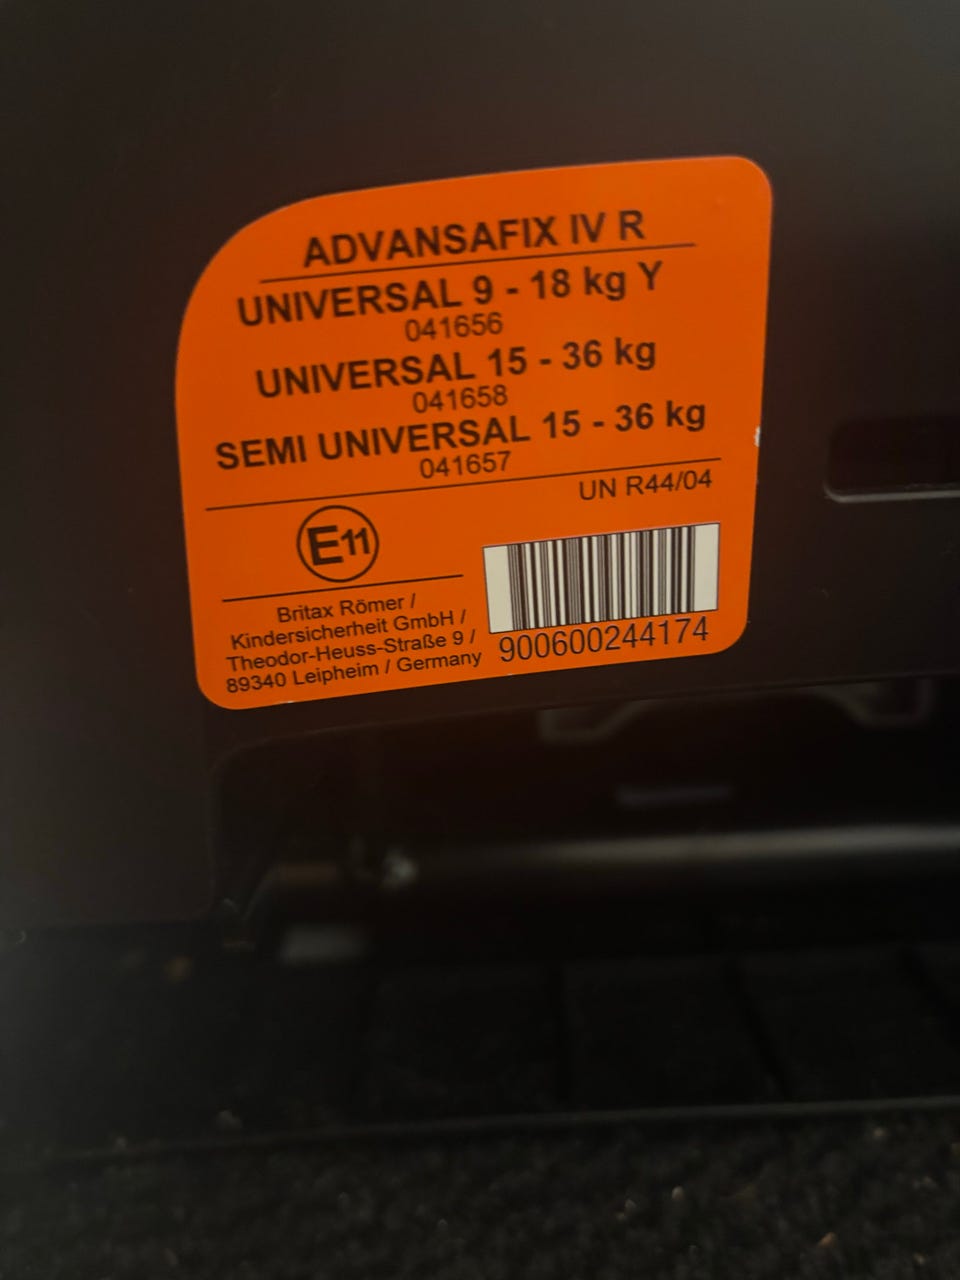 ADVANSAFIX IV R
UNIVERSAL 9 - 18 kg Y
041656
UNIVERSAL 15 - 36 kg
041658
SEMI UNIVERSAL 15 - 36 kg
041657
UN R44/04
E11
Britax Römer /
Kindersicherheit GmbH /
Theodor-Heuss-Straße 9 /
89340 Leipheim / Germany
900600244174